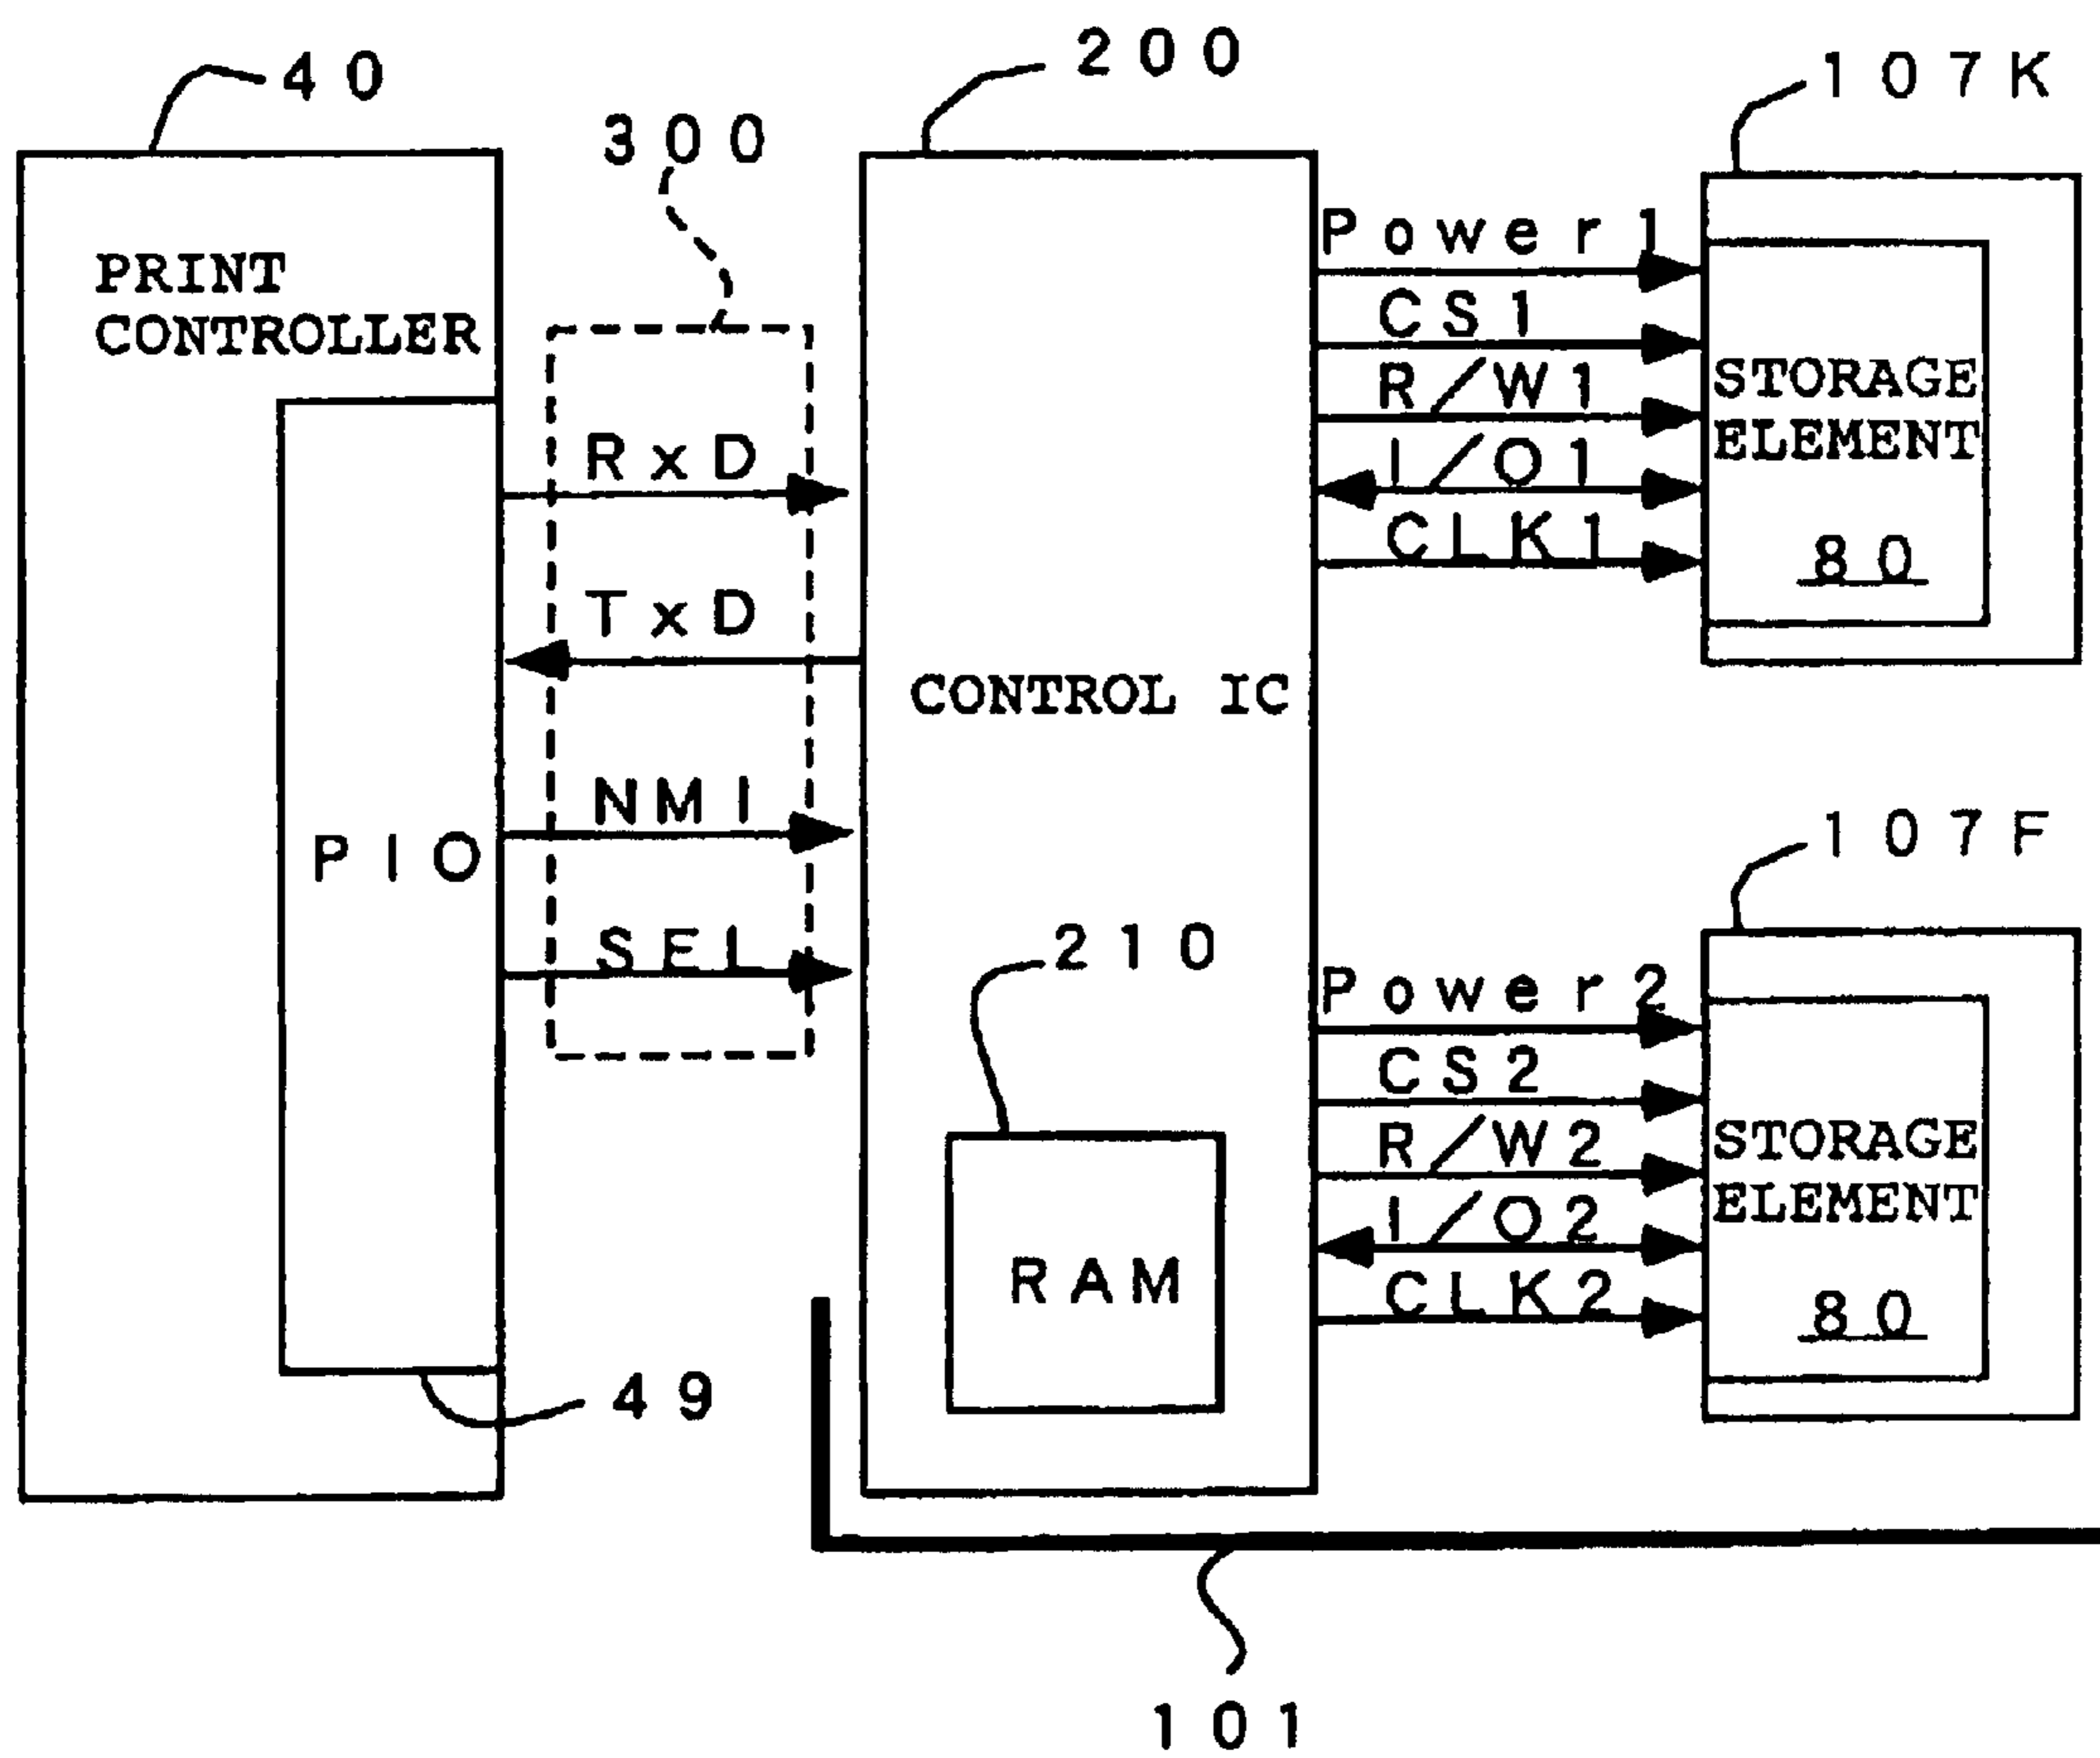 40
300
200
107K
PRINT
CONTROLLER
PIO
49
RxD
TxD
NMI
SEL
CONTROL IC
210
RAM
Power1
CS1
R/W1
I/O1
CLK1
STORAGE
ELEMENT
80
107F
Power2
CS2
R/W2
I/O2
CLK2
STORAGE
ELEMENT
80
101